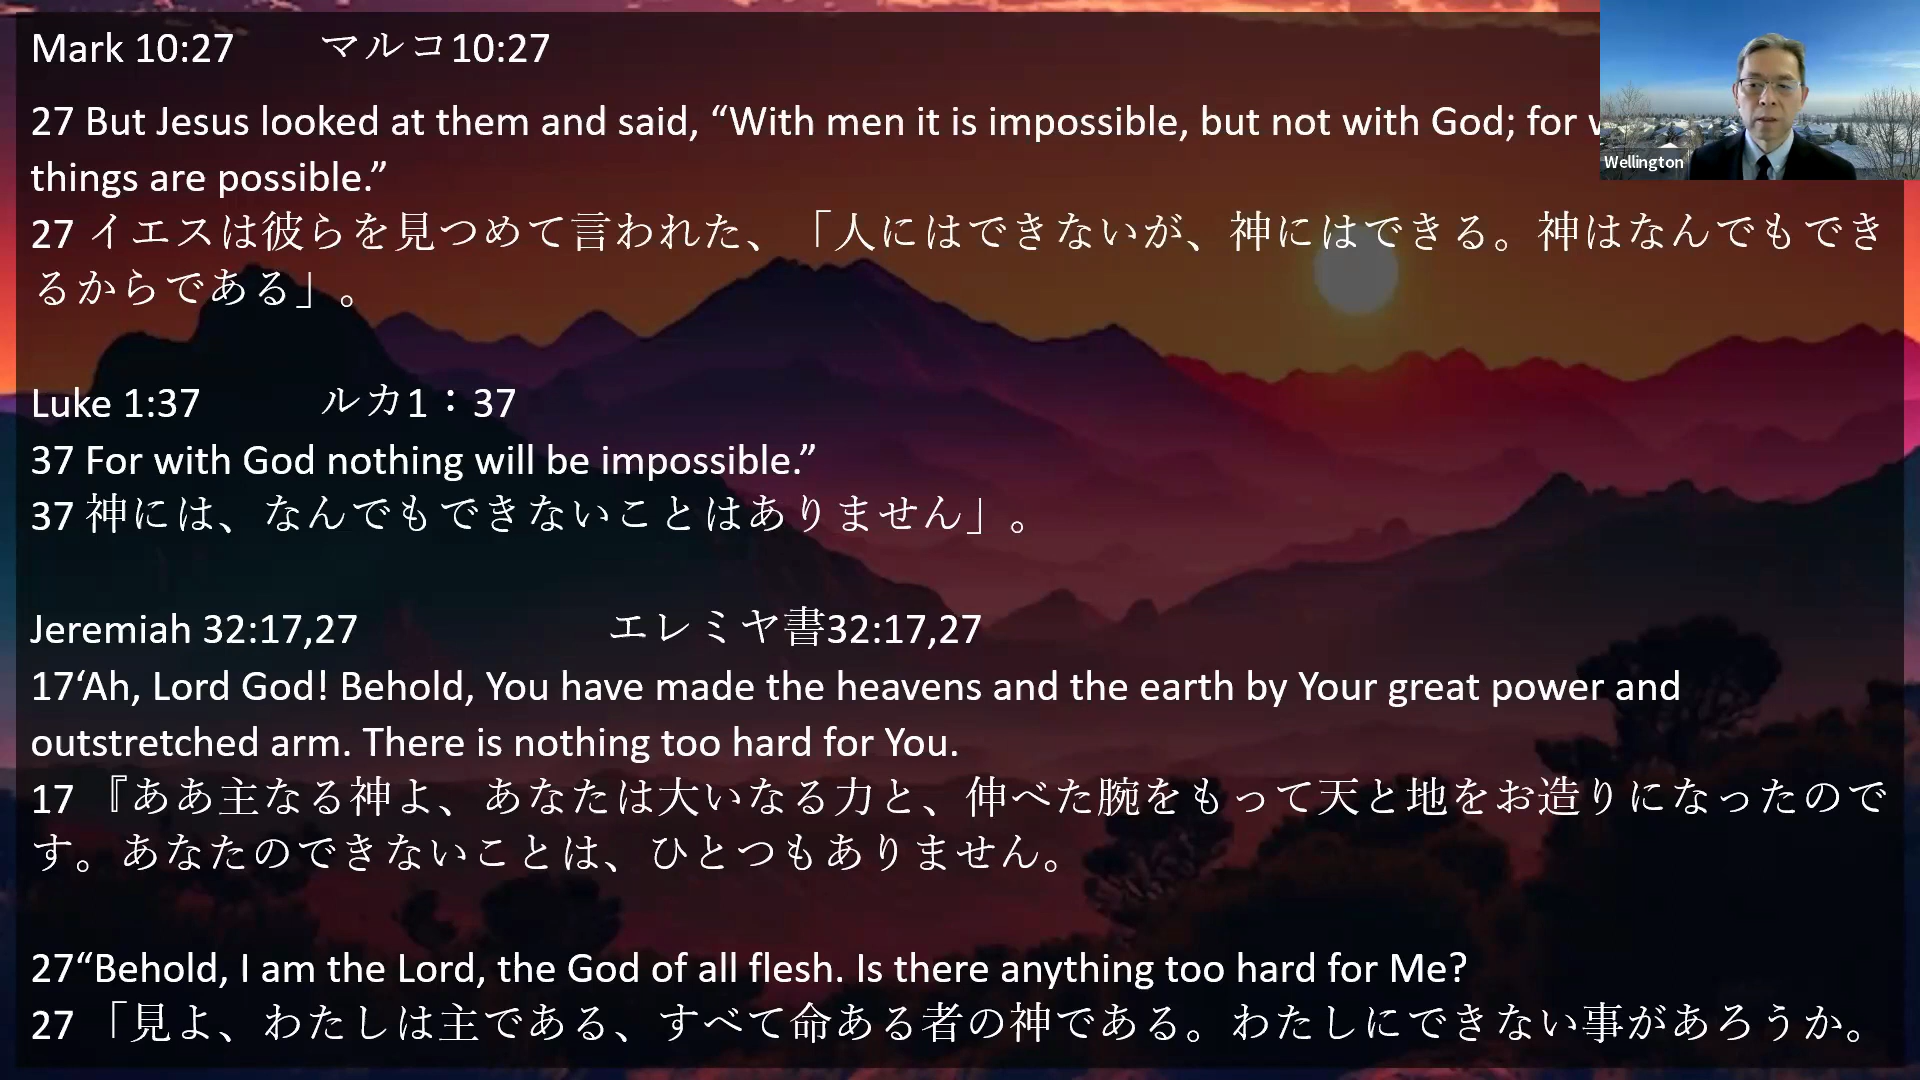 Mark 10:27 マルコ10:27
27 But Jesus looked at them and said, “With men it is impossible, but not with God; for
things are possible.”
27 イエスは彼らを見つめて言われた、「人にはできないが、神にはできる。神はなんでもでき
るからである」。
Luke 1:37 ルカ1：37
37 For with God nothing will be impossible.”
37 神には、なんでもできないことはありません」。
Jeremiah 32:17,27 エレミヤ書32:17,27
17‘Ah, Lord God! Behold, You have made the heavens and the earth by Your great power and
outstretched arm. There is nothing too hard for You.
17 『ああ主なる神よ、あなたは大いなる力と、伸べた腕をもって天と地をお造りになったので
す。あなたのできないことは、ひとつもありません。
27“Behold, I am the Lord, the God of all flesh. Is there anything too hard for Me?
27 「見よ、わたしは主である、すべて命ある者の神である。わたしにできない事があろうか。
Wellington